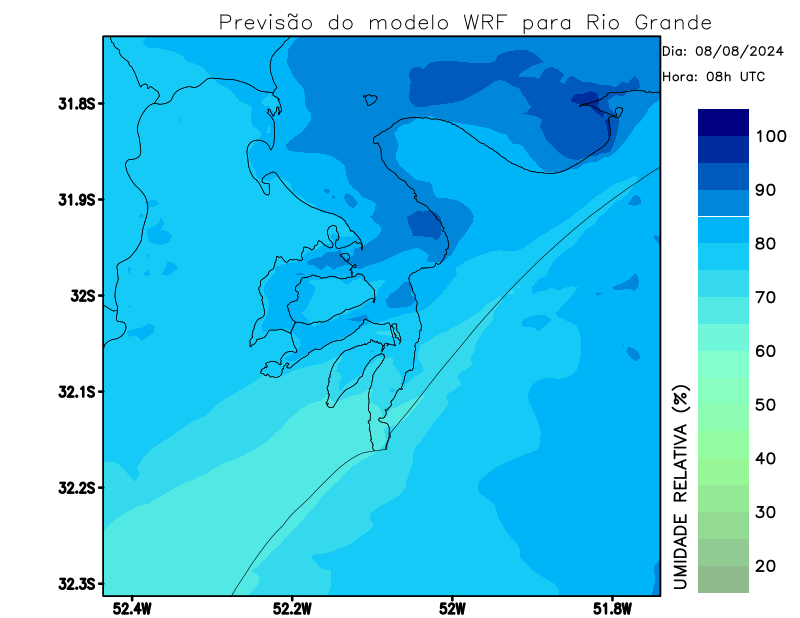 Previsão do modelo WRF para Rio Grande
Dia: 08/08/2024
Hora: 08h UTC
31.8S
31.9S
32S
32.1S
32.2S
32.3S
52.4W
52.2W
52W
51.8W
100
90
80
70
60
50
40
30
20
UMIDADE RELATIVA (%)